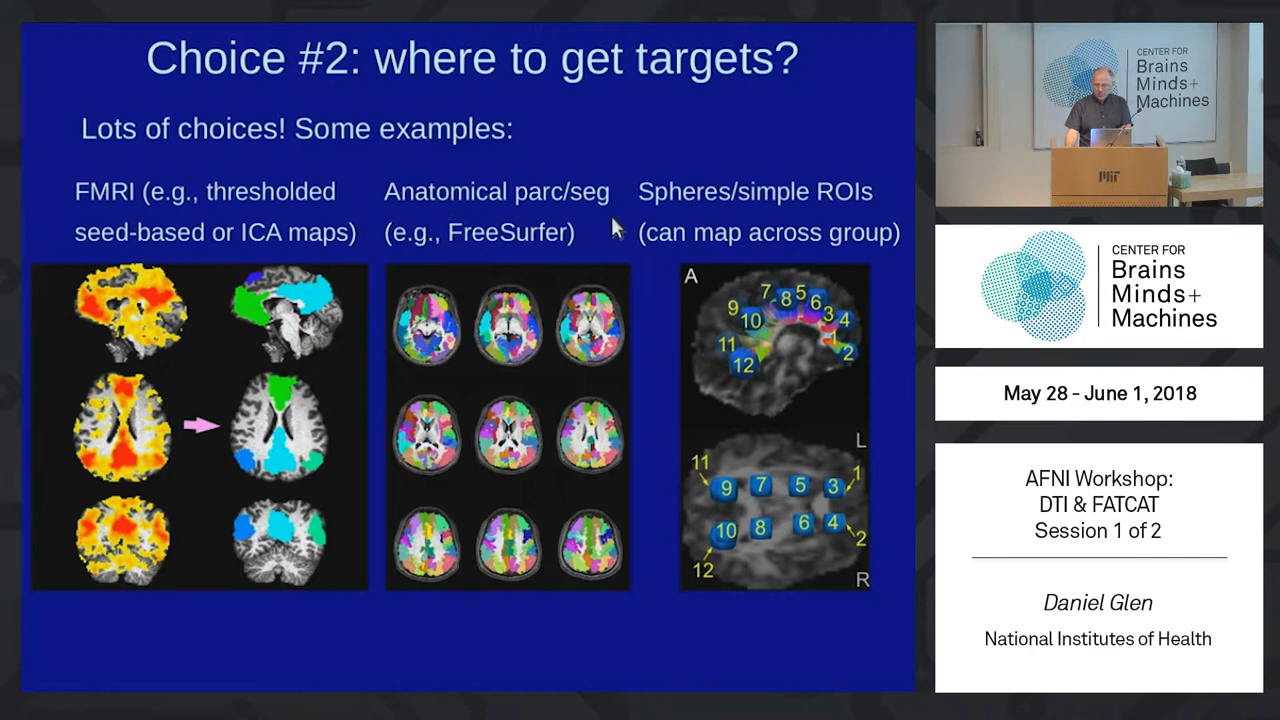 Choice #2: where to get targets?
Lots of choices! Some examples:
FMRI (e.g., thresholded
seed-based or ICA maps)
Anatomical parc/seg
(e.g., FreeSurfer)
Spheres/simple ROIs
(can map across group)
A
7 8 5 6
9 10 3 4
11 1
12 2
L
11 9 7 5 3 1
10 8 6 4
12 2
R
CENTER FOR
Brains
Minds+
Machines
MIT
CENTER FOR
Brains
Minds+
Machines
May 28 - June 1, 2018
AFNI Workshop:
DTI & FATCAT
Session 1 of 2
Daniel Glen
National Institutes of Health